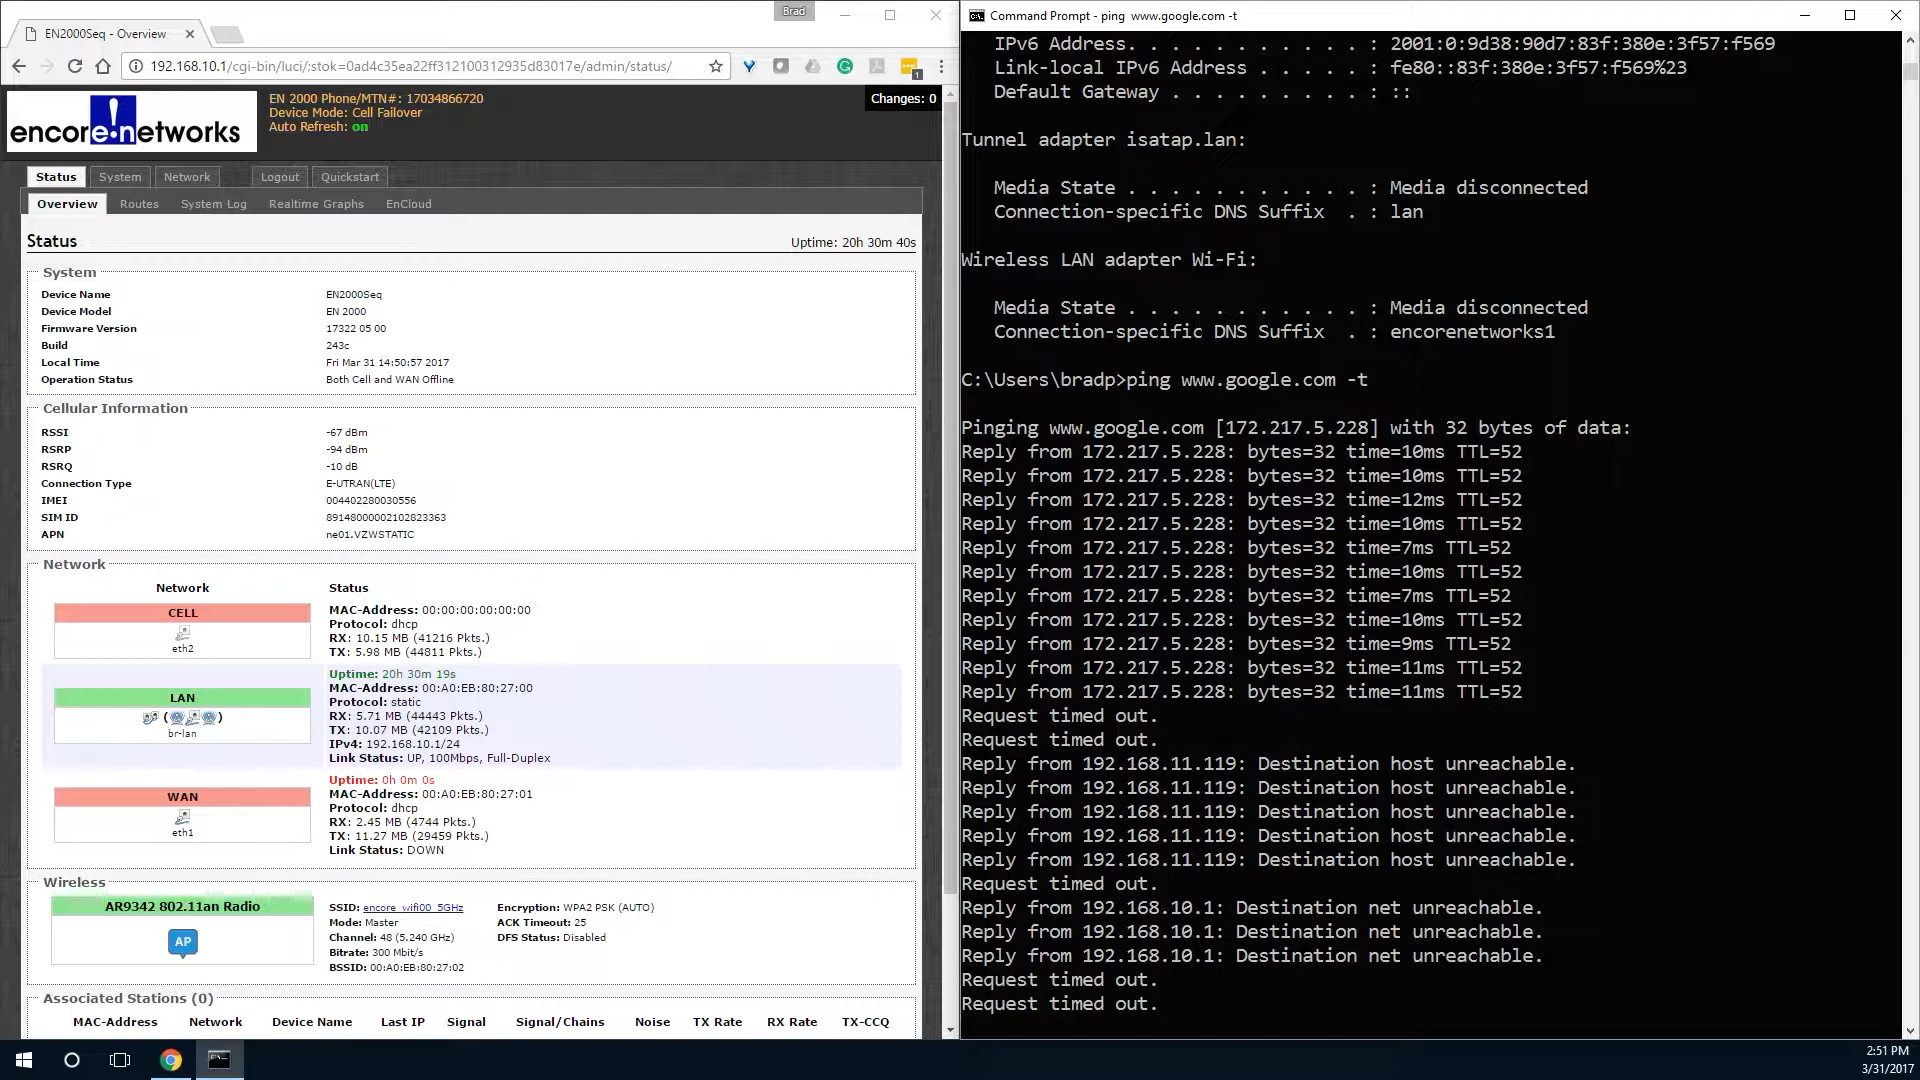 EN2000Seq - Overview
Brad
192.168.10.1/cgi-bin/luci/;stok=0ad4c35ea22ff312100312935d83017e/admin/status/
1
encore!networks
EN 2000 Phone/MTN#: 17034866720
Device Mode: Cell Failover
Auto Refresh: on
Changes: 0
Status System Network Logout Quickstart
Overview Routes System Log Realtime Graphs EnCloud
Status
Uptime: 20h 30m 40s
System
Device Name EN2000Seq
Device Model EN 2000
Firmware Version 17322 05 00
Build 243c
Local Time Fri Mar 31 14:50:57 2017
Operation Status Both Cell and WAN Offline
Cellular Information
RSSI -67 dBm
RSRP -94 dBm
RSRQ -10 dB
Connection Type E-UTRAN(LTE)
IMEI 004402280030556
SIM ID 89148000002102823363
APN ne01.VZWSTATIC
Network
Network Status
CELL
eth2
MAC-Address: 00:00:00:00:00:00
Protocol: dhcp
RX: 10.15 MB (41216 Pkts.)
TX: 5.98 MB (44811 Pkts.)
LAN
( )
br-lan
Uptime: 20h 30m 19s
MAC-Address: 00:A0:EB:80:27:00
Protocol: static
RX: 5.71 MB (44443 Pkts.)
TX: 10.07 MB (42109 Pkts.)
IPv4: 192.168.10.1/24
Link Status: UP, 100Mbps, Full-Duplex
WAN
eth1
Uptime: 0h 0m 0s
MAC-Address: 00:A0:EB:80:27:01
Protocol: dhcp
RX: 2.45 MB (4744 Pkts.)
TX: 11.27 MB (29459 Pkts.)
Link Status: DOWN
Wireless
AR9342 802.11an Radio
AP
SSID: encore_wifi00_5GHz
Mode: Master
Channel: 48 (5.240 GHz)
Bitrate: 300 Mbit/s
BSSID: 00:A0:EB:80:27:02
Encryption: WPA2 PSK (AUTO)
ACK Timeout: 25
DFS Status: Disabled
Associated Stations (0)
MAC-Address Network Device Name Last IP Signal Signal/Chains Noise TX Rate RX Rate TX-CCQ
Command Prompt - ping www.google.com -t
IPv6 Address. . . . . . . . . . . : 2001:0:9d38:90d7:83f:380e:3f57:f569
Link-local IPv6 Address . . . . . : fe80::83f:380e:3f57:f569%23
Default Gateway . . . . . . . . . : ::
Tunnel adapter isatap.lan:
Media State . . . . . . . . . . . : Media disconnected
Connection-specific DNS Suffix . : lan
Wireless LAN adapter Wi-Fi:
Media State . . . . . . . . . . . : Media disconnected
Connection-specific DNS Suffix . : encorenetworks1
C:\Users\bradp>ping www.google.com -t
Pinging www.google.com [172.217.5.228] with 32 bytes of data:
Reply from 172.217.5.228: bytes=32 time=10ms TTL=52
Reply from 172.217.5.228: bytes=32 time=10ms TTL=52
Reply from 172.217.5.228: bytes=32 time=12ms TTL=52
Reply from 172.217.5.228: bytes=32 time=10ms TTL=52
Reply from 172.217.5.228: bytes=32 time=7ms TTL=52
Reply from 172.217.5.228: bytes=32 time=10ms TTL=52
Reply from 172.217.5.228: bytes=32 time=7ms TTL=52
Reply from 172.217.5.228: bytes=32 time=10ms TTL=52
Reply from 172.217.5.228: bytes=32 time=9ms TTL=52
Reply from 172.217.5.228: bytes=32 time=11ms TTL=52
Reply from 172.217.5.228: bytes=32 time=11ms TTL=52
Request timed out.
Request timed out.
Reply from 192.168.11.119: Destination host unreachable.
Reply from 192.168.11.119: Destination host unreachable.
Reply from 192.168.11.119: Destination host unreachable.
Reply from 192.168.11.119: Destination host unreachable.
Reply from 192.168.11.119: Destination host unreachable.
Request timed out.
Reply from 192.168.10.1: Destination net unreachable.
Reply from 192.168.10.1: Destination net unreachable.
Reply from 192.168.10.1: Destination net unreachable.
Request timed out.
Request timed out.
2:51 PM
3/31/2017